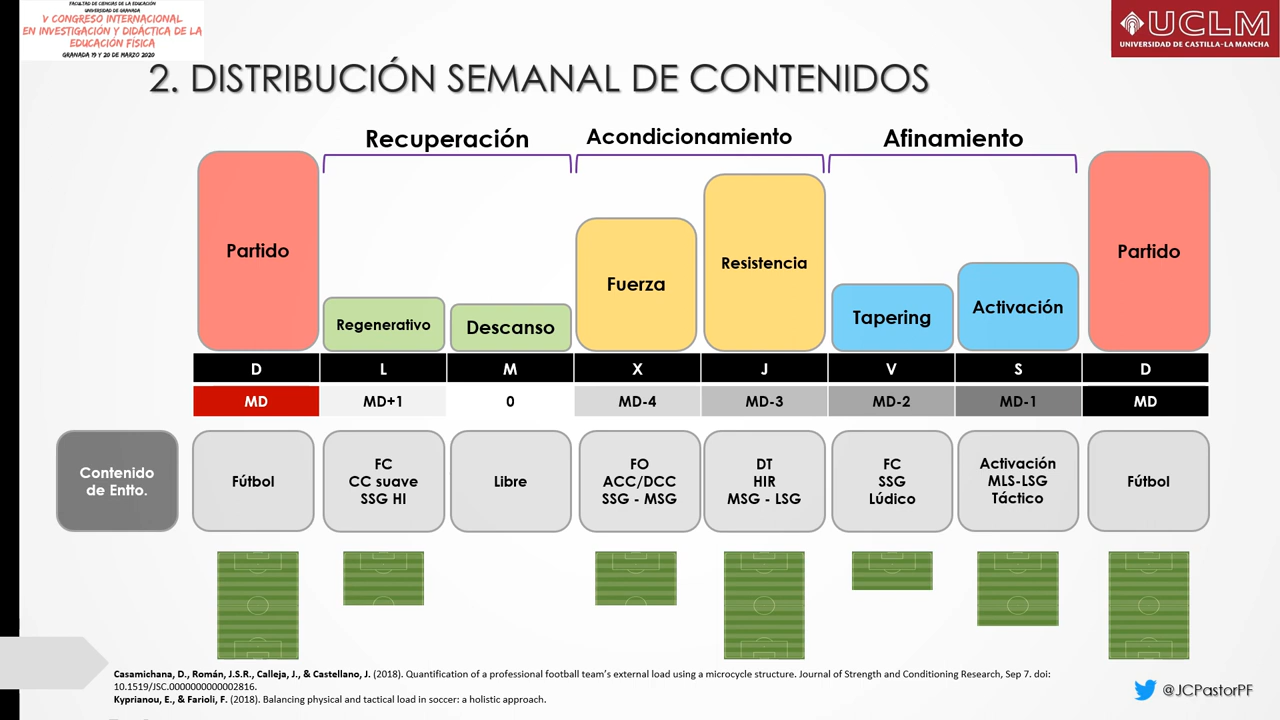 FACULTAD DE CIENCIAS DE LA EDUCACIÓN
UNIVERSIDAD DE GRANADA
V CONGRESO INTERNACIONAL
EN INVESTIGACIÓN Y DIDÁCTICA DE LA
EDUCACIÓN FÍSICA
GRANADA 19 Y 20 DE MARZO 2020
UCLM
UNIVERSIDAD DE CASTILLA-LA MANCHA
2. DISTRIBUCIÓN SEMANAL DE CONTENIDOS
Recuperación
Acondicionamiento
Afinamiento
Partido
Regenerativo
Descanso
Fuerza
Resistencia
Tapering
Activación
Partido
D L M X J V S D
MD MD+1 0 MD-4 MD-3 MD-2 MD-1 MD
Contenido
de Entto.
Fútbol
FC
CC suave
SSG HI
Libre
FO
ACC/DCC
SSG - MSG
DT
HIR
MSG - LSG
FC
SSG
Lúdico
Activación
MLS-LSG
Táctico
Fútbol
Casamichana, D., Román, J.S.R., Calleja, J., & Castellano, J. (2018). Quantification of a professional football team's external load using a microcycle structure. Journal of Strength and Conditioning Research, Sep 7. doi:
10.1519/JSC.0000000000002816.
Kyprianou, E., & Farioli, F. (2018). Balancing physical and tactical load in soccer: a holistic approach.
@JCPastorPF